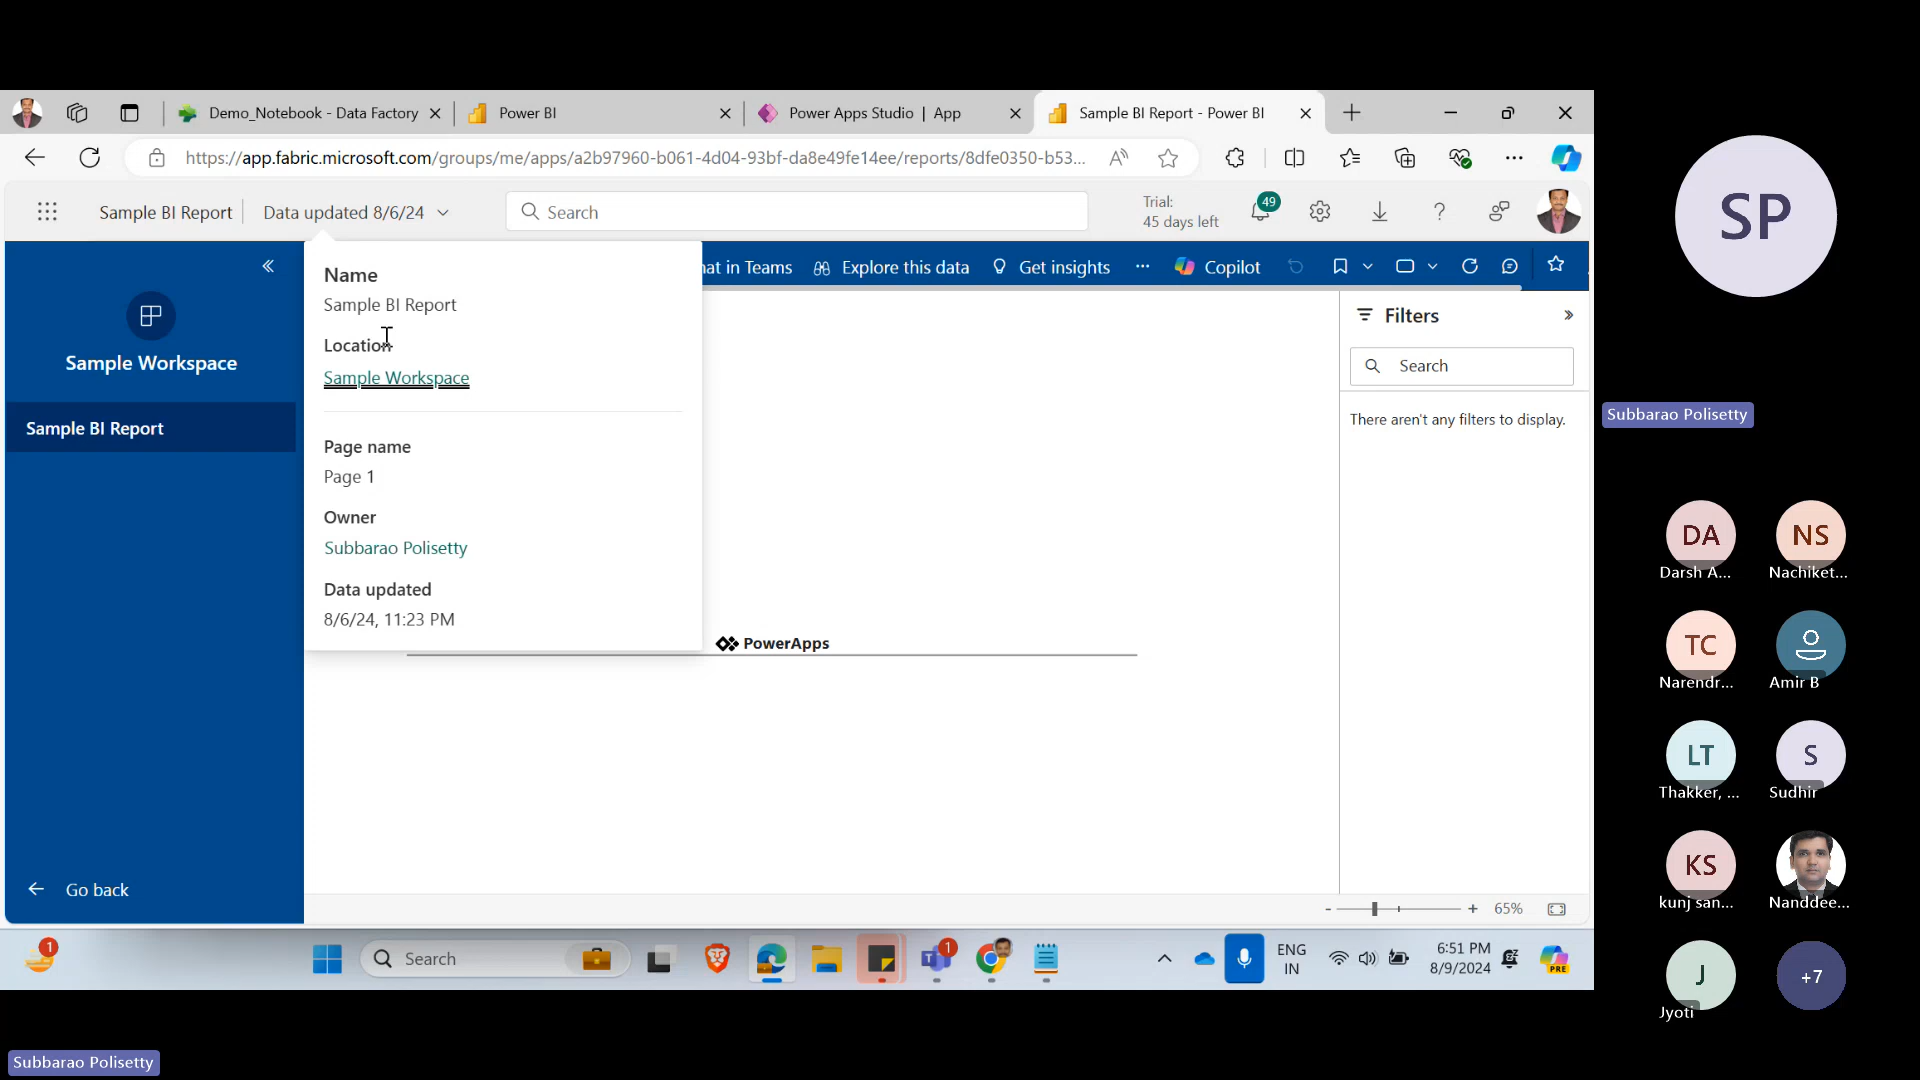 Demo_Notebook - Data Factory
Power BI
Power Apps Studio | App
Sample BI Report - Power BI
https://app.fabric.microsoft.com/groups/me/apps/a2b97960-b061-4d04-93bf-da8e49fe14ee/reports/8dfe0350-b53...
Sample BI Report
Data updated 8/6/24
Search
Trial:
45 days left
49
Sample Workspace
Sample BI Report
Go back
Name
Sample BI Report
Location
Sample Workspace
Page name
Page 1
Owner
Subbarao Polisetty
Data updated
8/6/24, 11:23 PM
hat in Teams
Explore this data
Get insights
Copilot
PowerApps
Filters
Search
There aren't any filters to display.
- + 65%
1
Search
1
ENG
IN
6:51 PM
8/9/2024
PRE
SP
Subbarao Polisetty
DA
Darsh A...
NS
Nachiket...
TC
Narendr...
Amir B
LT
Thakker, ...
S
Sudhir
KS
kunj san...
Nanddee...
J
Jyoti
+7
Subbarao Polisetty